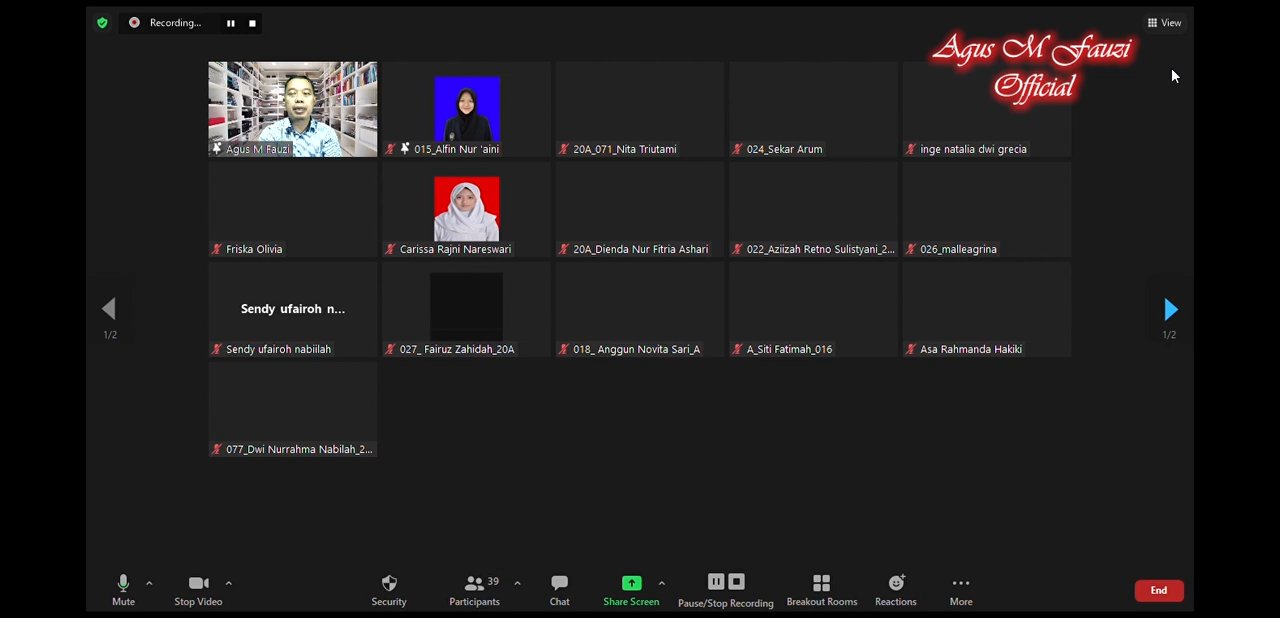 Recording...
View
Agus M Fauzi
Official
Agus M Fauzi
015_Alfin Nur 'aini
20A_071_Nita Triutami
024_Sekar Arum
inge natalia dwi grecia
Friska Olivia
Carissa Rajni Nareswari
20A_Dienda Nur Fitria Ashari
022_Aziizah Retno Sulistyani_2...
026_malleagrina
Sendy ufairoh n...
Sendy ufairoh nabiilah
027_ Fairuz Zahidah_20A
018_ Anggun Novita Sari_A
A_Siti Fatimah_016
Asa Rahmanda Hakiki
1/2
1/2
077_Dwi Nurrahma Nabilah_2...
Mute
Stop Video
Security
Participants
39
Chat
Share Screen
Pause/Stop Recording
Breakout Rooms
Reactions
More
End